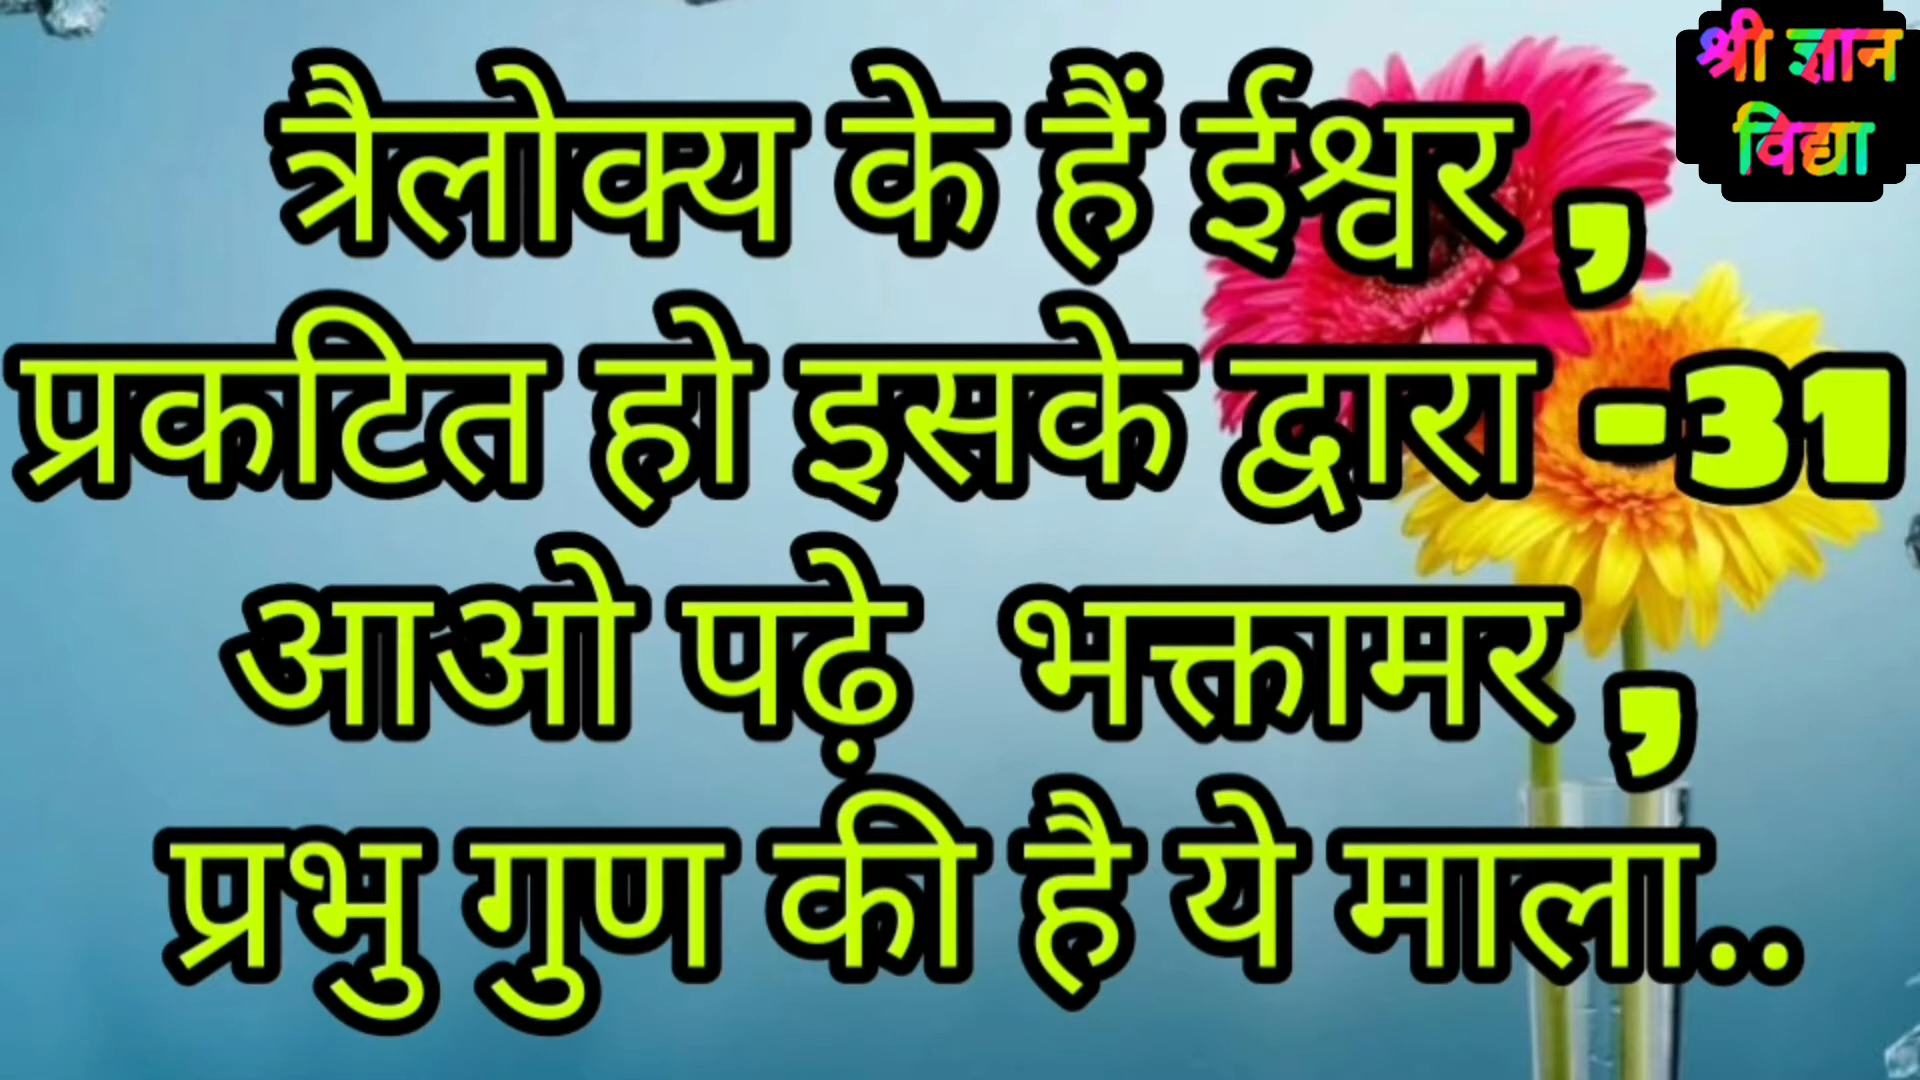 श्री ज्ञान
विद्या
त्रैलोक्य के हैं ईश्वर ,
प्रकटित हो इसके द्वारा -31
आओ पढ़े भक्तामर ,
प्रभु गुण की है ये माला..